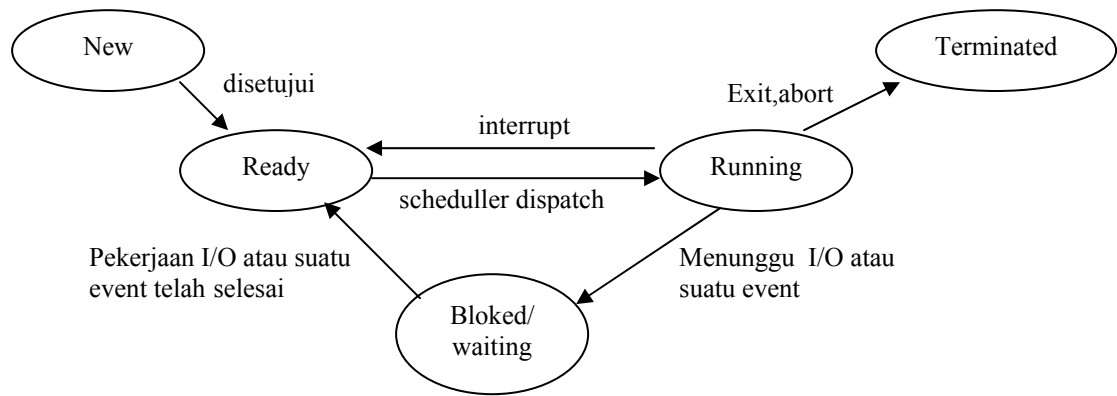 New
Terminated
disetujui
Exit,abort
interrupt
Ready
Running
scheduller dispatch
Pekerjaan I/O atau suatu
event telah selesai
Menunggu I/O atau
suatu event
Bloked/
waiting